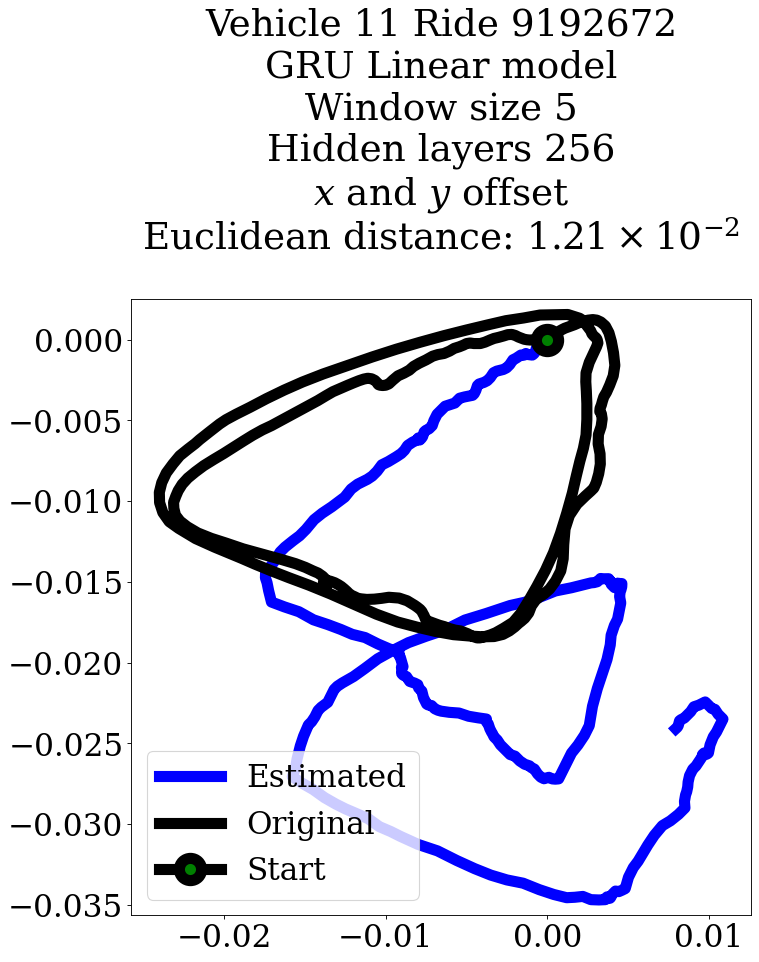 Vehicle 11 Ride 9192672
GRU Linear model
Window size 5
Hidden layers 256
x and y offset
Euclidean distance: 1.21 × 10⁻²
0.000
−0.005
−0.010
−0.015
−0.020
−0.025
−0.030
−0.035
Estimated
Original
Start
−0.02 −0.01 0.00 0.01